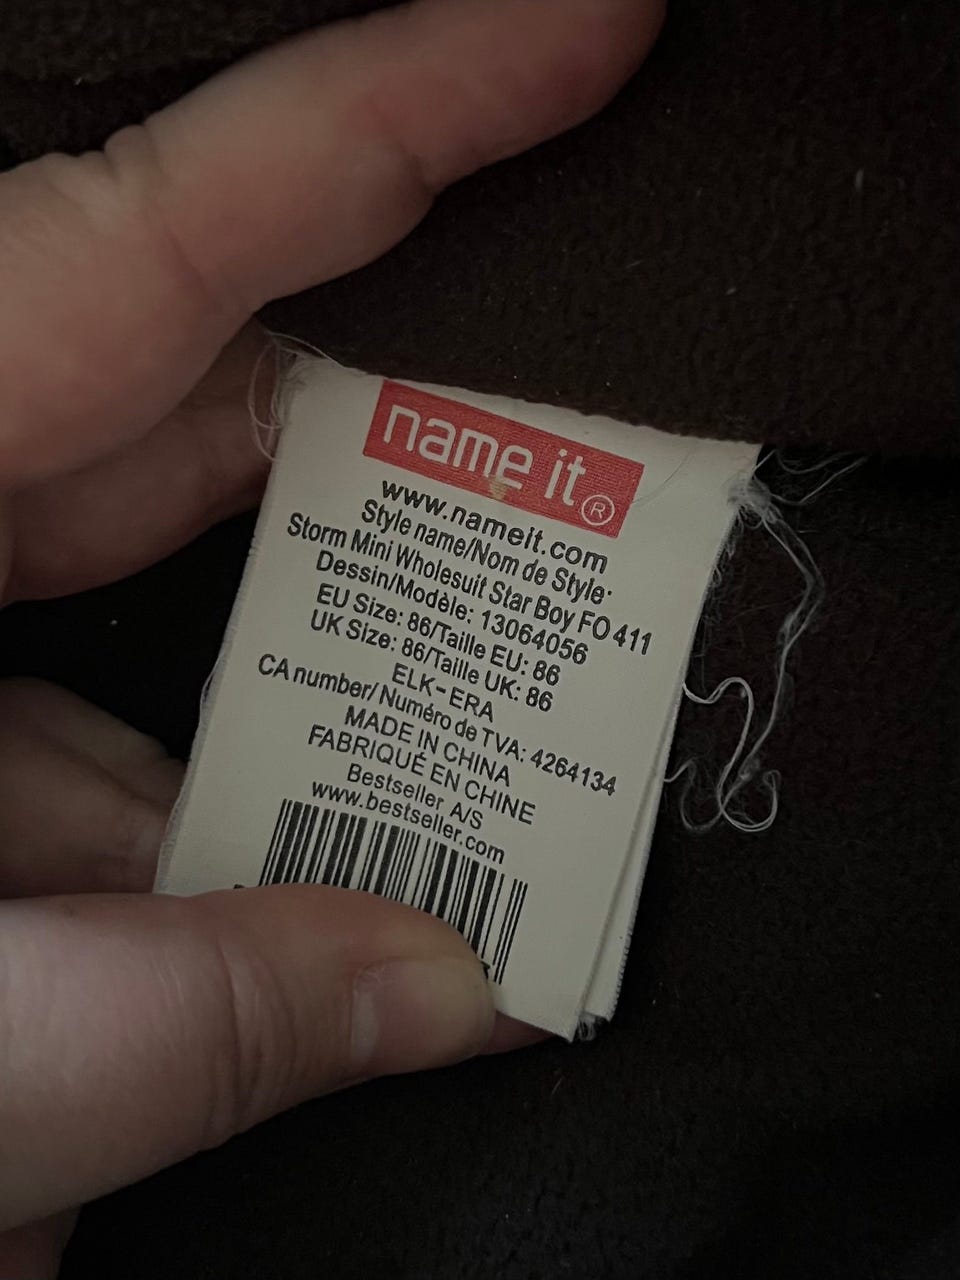 name it®
www.nameit.com
Style name/Nom de Style:
Storm Mini Wholesuit Star Boy FO 411
Dessin/Modèle: 13064056
EU Size: 86/Taille EU: 86
UK Size: 86/Taille UK: 86
ELK-ERA
CA number/ Numéro de TVA: 4264134
MADE IN CHINA
FABRIQUÉ EN CHINE
Bestseller A/S
www.bestseller.com